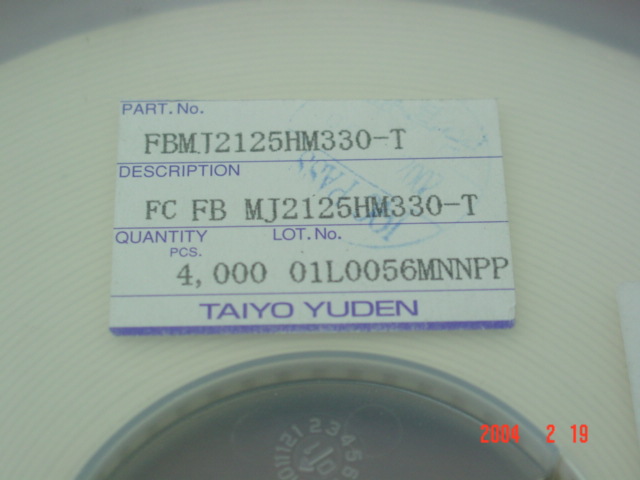 PART. No.
FBMJ2125HM330-T
DESCRIPTION
FC FB MJ2125HM330-T
QUANTITY LOT. No.
PCS.
4,000 01L0056MNNPP
TAIYO YUDEN
2004 2 19